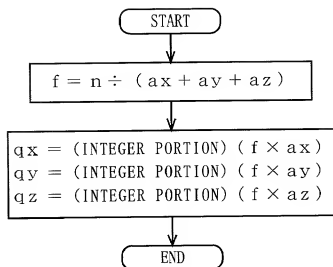 START
f = n ÷ (ax + ay + az)
qx = (INTEGER PORTION) (f × ax)
qy = (INTEGER PORTION) (f × ay)
qz = (INTEGER PORTION) (f × az)
END